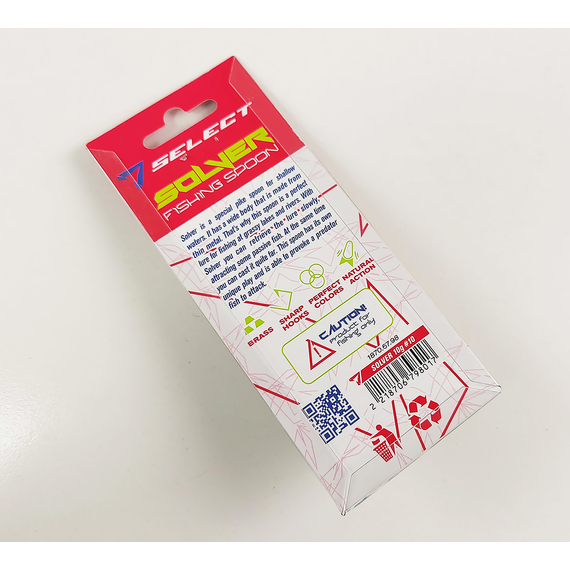 SELECT
SOLVER
FISHING SPOON
Solver is a special pike spoon for shallow
waters. It has a wide body that is made from
thin metal. That's why this spoon is a perfect
lure for fishing at grassy lakes and rivers. With
Solver you can retrieve the lure slowly,
attracting some passive fish. At the same time
you can cast it quite far. This spoon has its own
unique play and is able to provoke a predator
fish to attack.
BRASS
SHARP
HOOKS
PERFECT
COLORS
NATURAL
ACTION
CAUTION!
Product for
fishing only
1870.67.98
SOLVER 10g #10
2 218706 798017